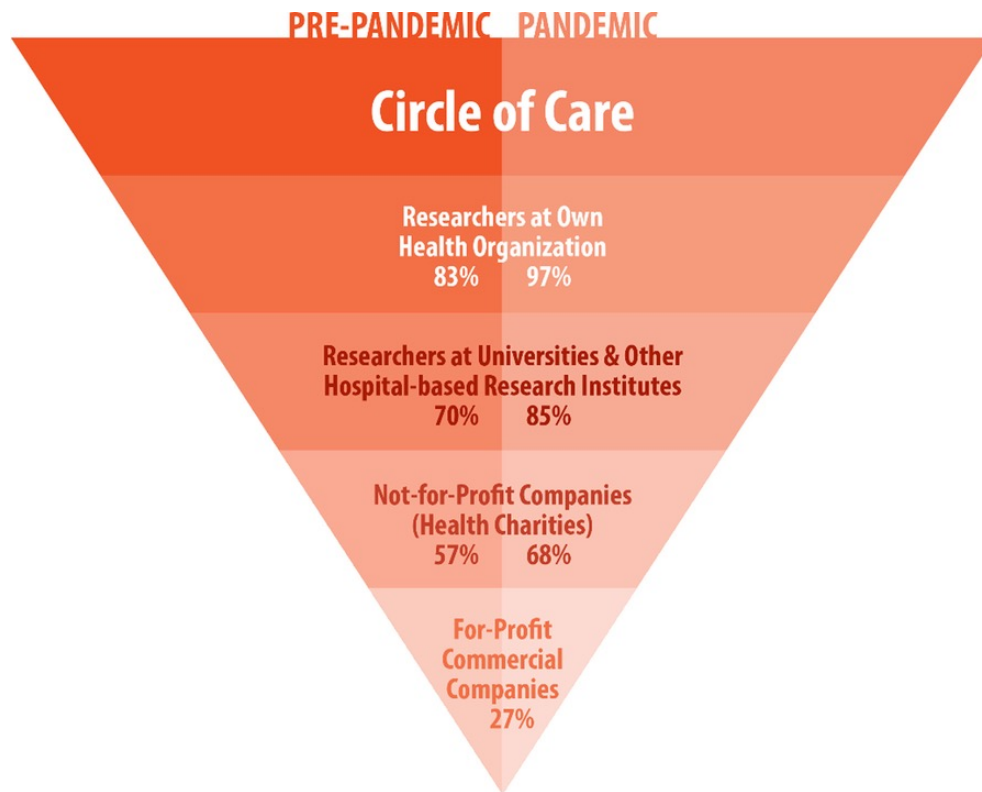 PRE-PANDEMIC PANDEMIC
Circle of Care
Researchers at Own
Health Organization
83% 97%
Researchers at Universities & Other
Hospital-based Research Institutes
70% 85%
Not-for-Profit Companies
(Health Charities)
57% 68%
For-Profit
Commercial
Companies
27%